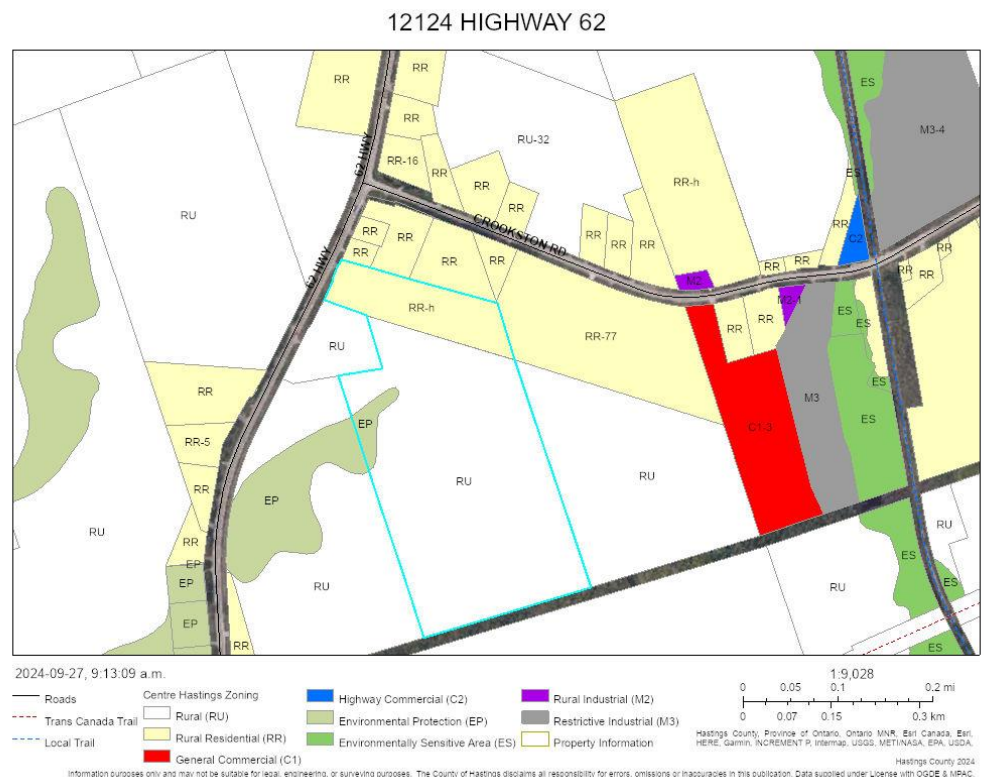 12124 HIGHWAY 62
RR
RR
ES
RR
M3-4
RU-32
62 HWY
RR-16
RR
RR
RR-h
ES
RU
RR
CROOKSTON RD
RR
RR
RR
RR
RR
RR
C2
RR
RR
RR
RR
RR
RR
RR
RR
62 HWY
M2
M2-1
RR-h
ES
ES
RR-77
RR
RR
RU
ES
RR
M3
EP
C1-3
ES
RR-5
RU
RU
RR
EP
RU
RU
RR
ES
EP
EP
RU
RU
ES
EP
RR
2024-09-27, 9:13:09 a.m.
1:9,028
Roads
Trans Canada Trail
Local Trail
Centre Hastings Zoning
Rural (RU)
Rural Residential (RR)
General Commercial (C1)
Highway Commercial (C2)
Environmental Protection (EP)
Environmentally Sensitive Area (ES)
Rural Industrial (M2)
Restrictive Industrial (M3)
Property Information
0 0.05 0.1 0.2 mi
0 0.07 0.15 0.3 km
Hastings County, Province of Ontario, Ontario MNR, Esri Canada, Esri,
HERE, Garmin, INCREMENT P, Intermap, USGS, METI/NASA, EPA, USDA,
Hastings County 2024
Information purposes only and may not be suitable for legal, engineering, or surveying purposes. The County of Hastings disclaims all responsibility for errors, omissions or inaccuracies in this publication. Data supplied under License with OGDE & MPAC.